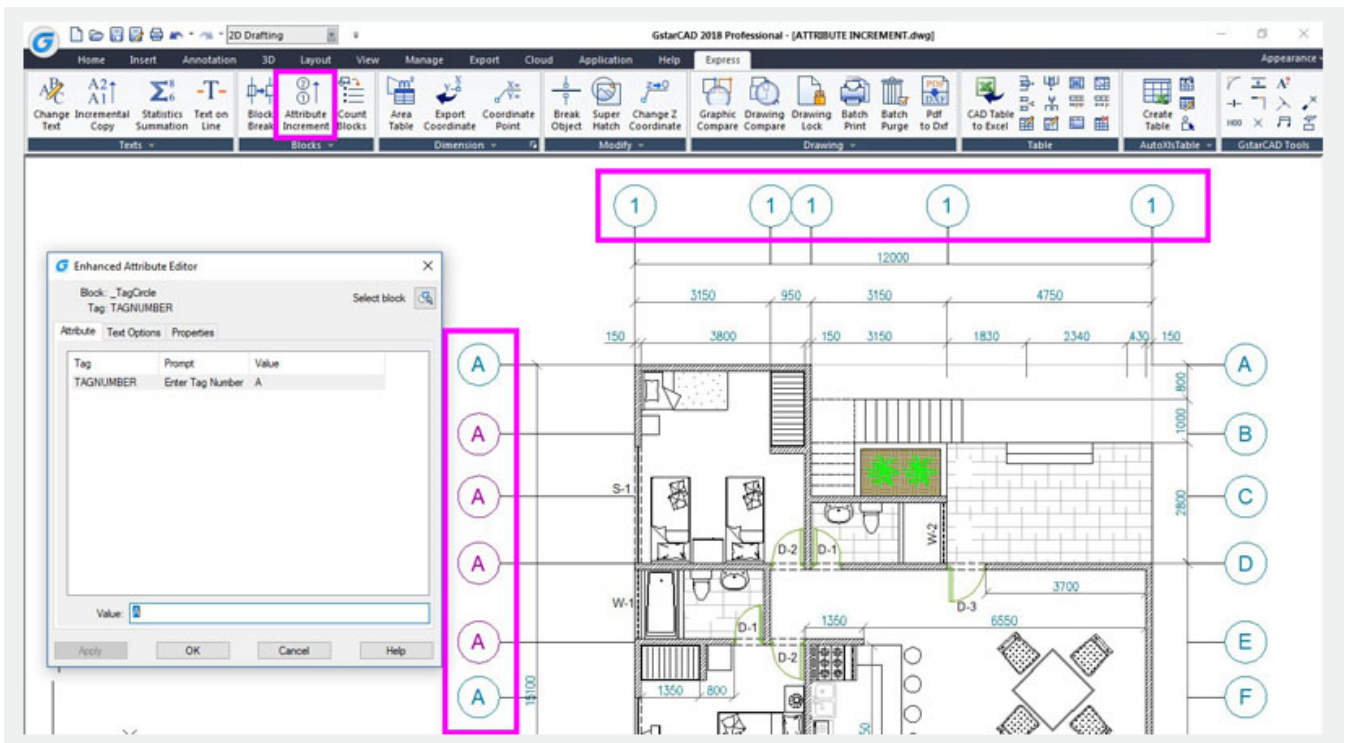 2D Drafting
GstarCAD 2018 Professional - [ATTRIBUTE INCREMENT.dwg]
Home Insert Annotation 3D Layout View Manage Export Cloud Application Help Express Appearance
Change Text
Incremental Copy
Statistics Summation
Text on Line
Block Break
Attribute Increment
Count Blocks
Area Table
Export Coordinate
Coordinate Point
Break Object
Super Hatch
Change Z Coordinate
Graphic Compare
Drawing Compare
Drawing Lock
Batch Print
Batch Purge
Pdf to Dxf
CAD Table to Excel
Create Table
Texts Blocks Dimension Modify Drawing Table AutoXlsTable GstarCAD Tools
1 1 1 1 1
12000
3150 950 3150 4750
150 3800 150 3150 1830 2340 430 150
Enhanced Attribute Editor
Block: _TagCircle
Tag: TAGNUMBER
Select block
Attribute Text Options Properties
Tag Prompt Value
TAGNUMBER Enter Tag Number A
Value: A
Apply OK Cancel Help
A A
800
1000
A B
S-1
A C
2800
W-2
D-2 D-1
A D
3700
W-1
D-3
D-1 1350 6550
A E
D-2
1350 800
A F
15100